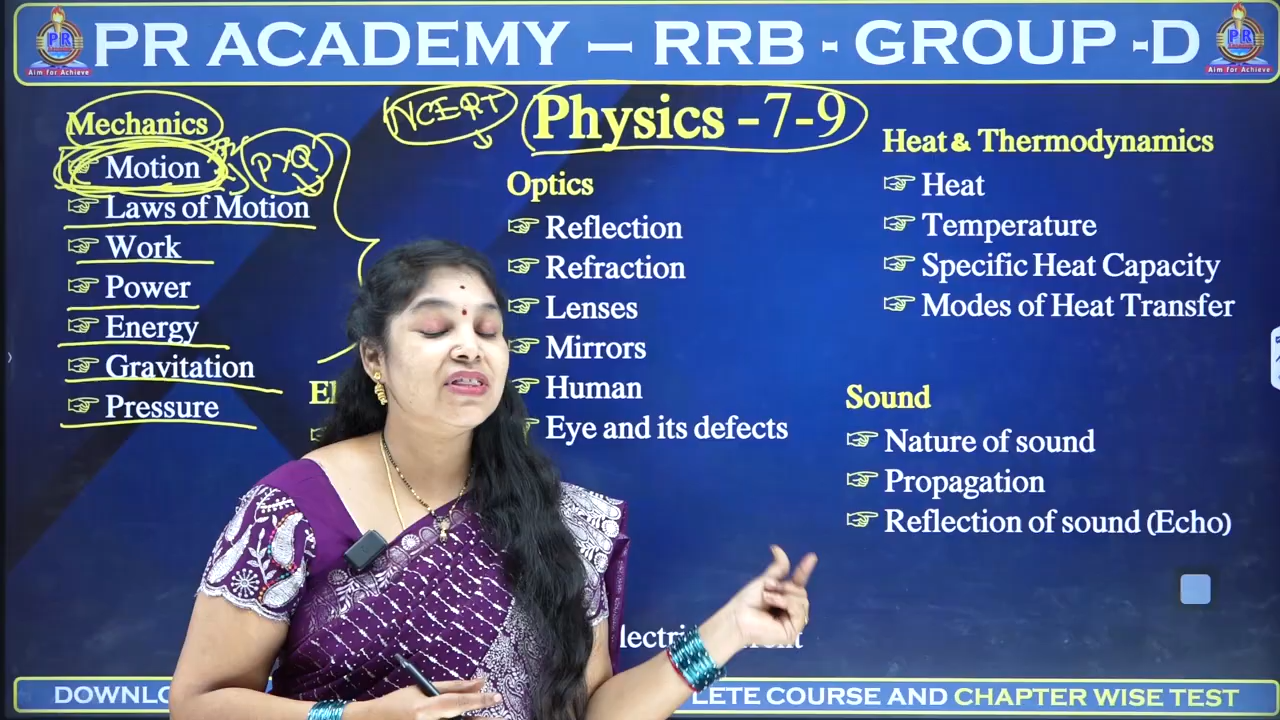 PR ACADEMY – RRB - GROUP -D
PR
Aim For Achieve
PR
Aim For Achieve
NCERT
Physics -7-9
Mechanics
PYQ
☞ Motion
☞ Laws of Motion
☞ Work
☞ Power
☞ Energy
☞ Gravitation
☞ Pressure
Optics
☞ Reflection
☞ Refraction
☞ Lenses
☞ Mirrors
☞ Human
Eye and its defects
Heat & Thermodynamics
☞ Heat
☞ Temperature
☞ Specific Heat Capacity
☞ Modes of Heat Transfer
Sound
☞ Nature of sound
☞ Propagation
☞ Reflection of sound (Echo)
COURSE AND CHAPTER WISE TEST